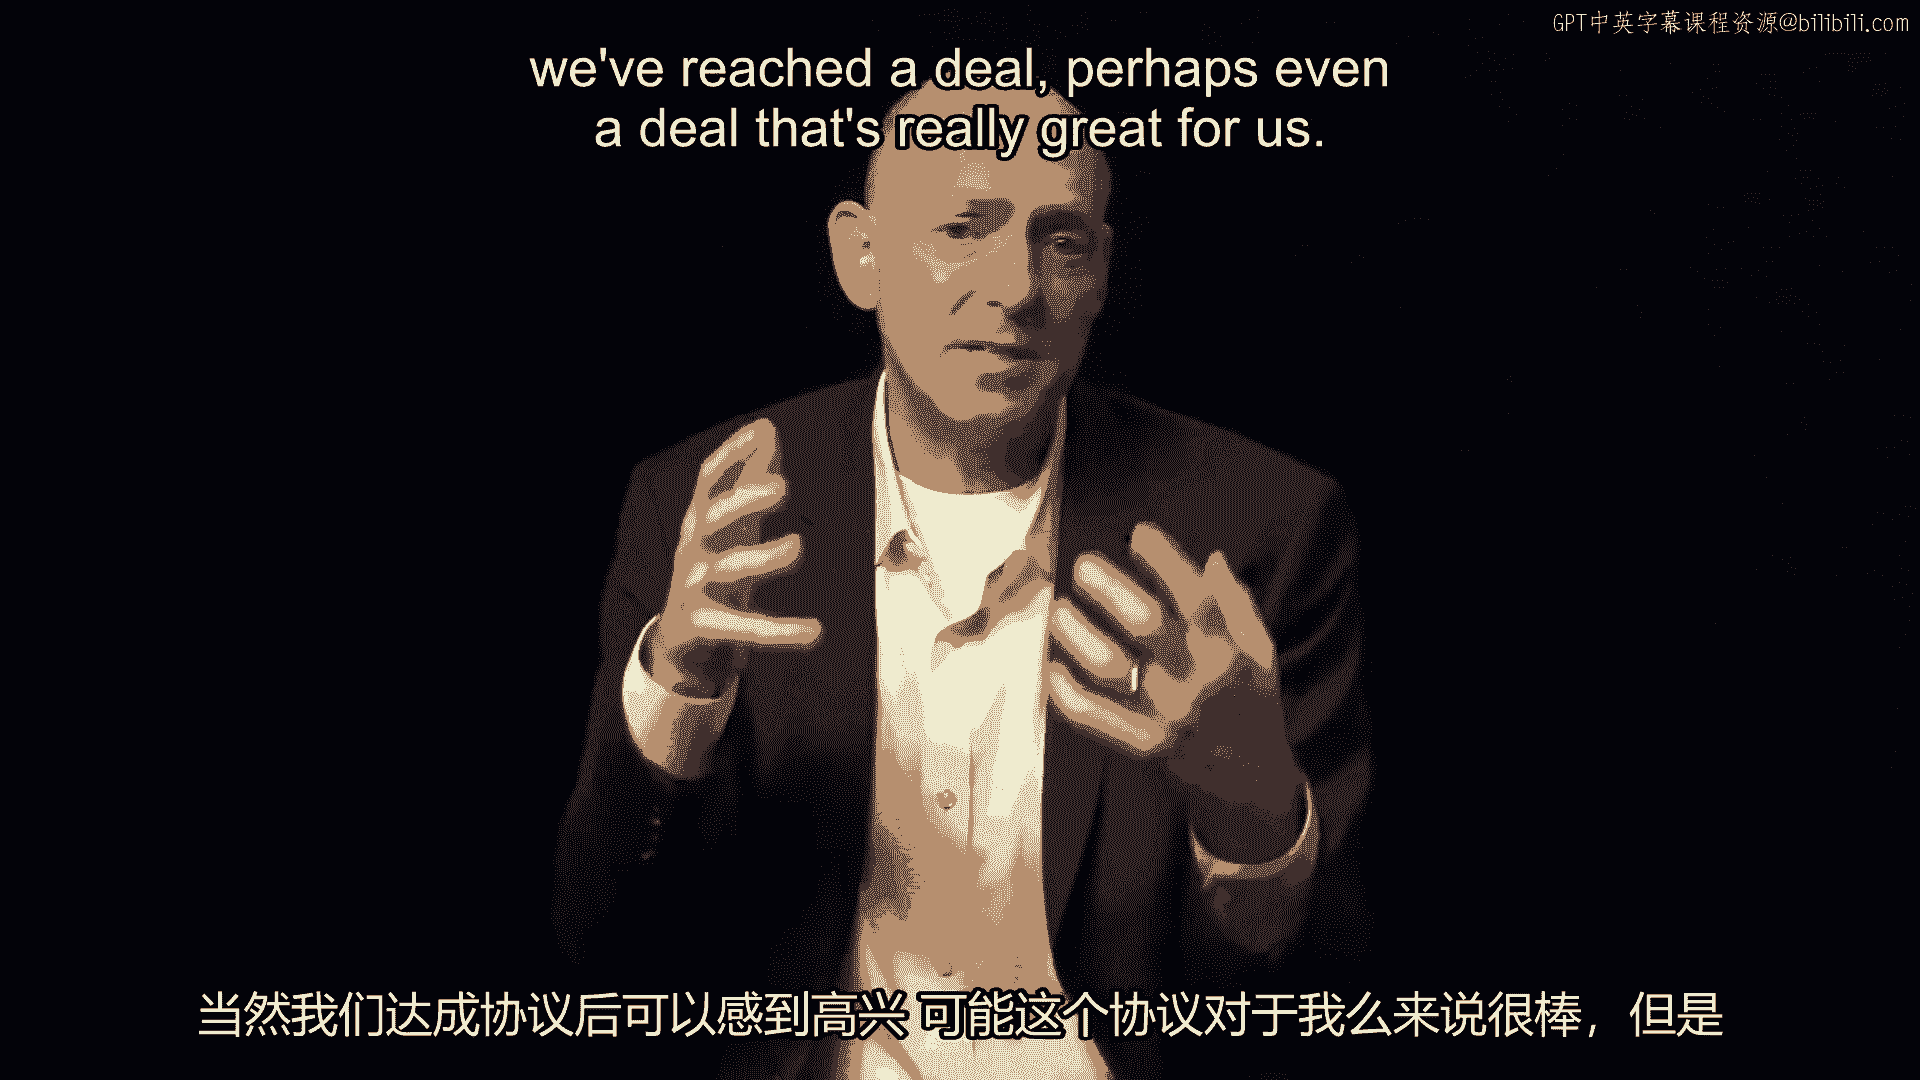 GPT中英字幕课程资源@bilibili.com
we've reached a deal, perhaps even
a deal that's really great for us.
当然我们达成协议后可以感到高兴 可能这个协议对于我么来说很棒，但是